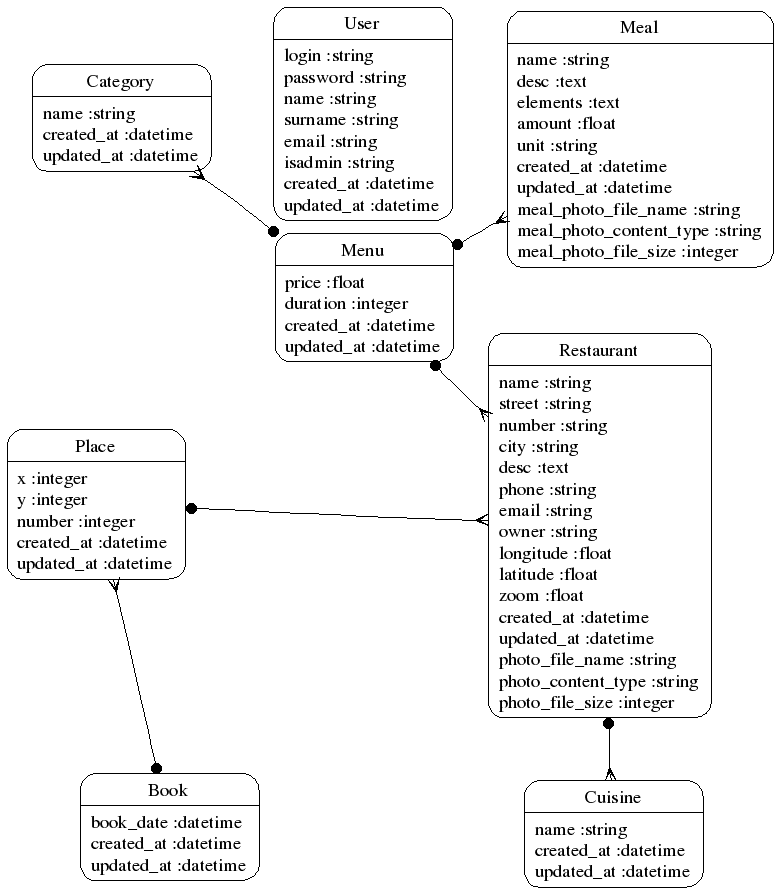 User
login :string
password :string
name :string
surname :string
email :string
isadmin :string
created_at :datetime
updated_at :datetime
Meal
name :string
desc :text
elements :text
amount :float
unit :string
created_at :datetime
updated_at :datetime
meal_photo_file_name :string
meal_photo_content_type :string
meal_photo_file_size :integer
Category
name :string
created_at :datetime
updated_at :datetime
Menu
price :float
duration :integer
created_at :datetime
updated_at :datetime
Restaurant
name :string
street :string
number :string
city :string
desc :text
phone :string
email :string
owner :string
longitude :float
latitude :float
zoom :float
created_at :datetime
updated_at :datetime
photo_file_name :string
photo_content_type :string
photo_file_size :integer
Place
x :integer
y :integer
number :integer
created_at :datetime
updated_at :datetime
Book
book_date :datetime
created_at :datetime
updated_at :datetime
Cuisine
name :string
created_at :datetime
updated_at :datetime